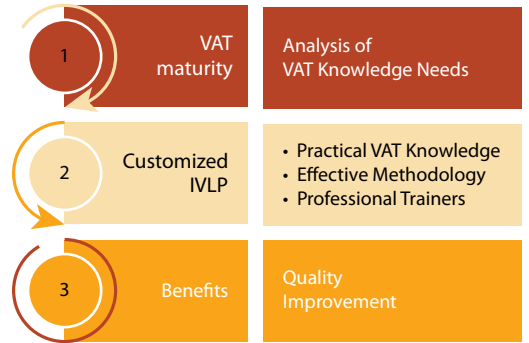 1
VAT
maturity
Analysis of
VAT Knowledge Needs
2
Customized
IVLP
• Practical VAT Knowledge
• Effective Methodology
• Professional Trainers
3
Benefits
Quality
Improvement